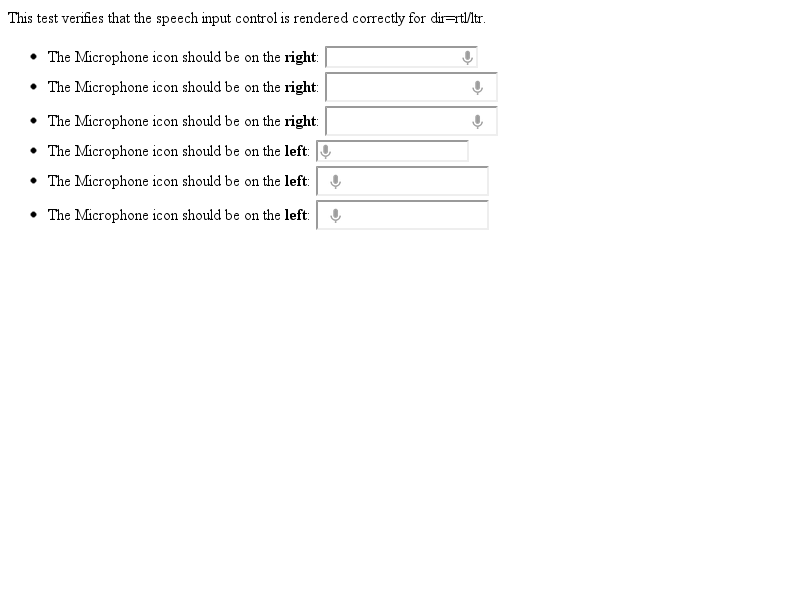 This test verifies that the speech input control is rendered correctly for dir=rtl/ltr.
The Microphone icon should be on the right:
The Microphone icon should be on the right:
The Microphone icon should be on the right:
The Microphone icon should be on the left:
The Microphone icon should be on the left:
The Microphone icon should be on the left: